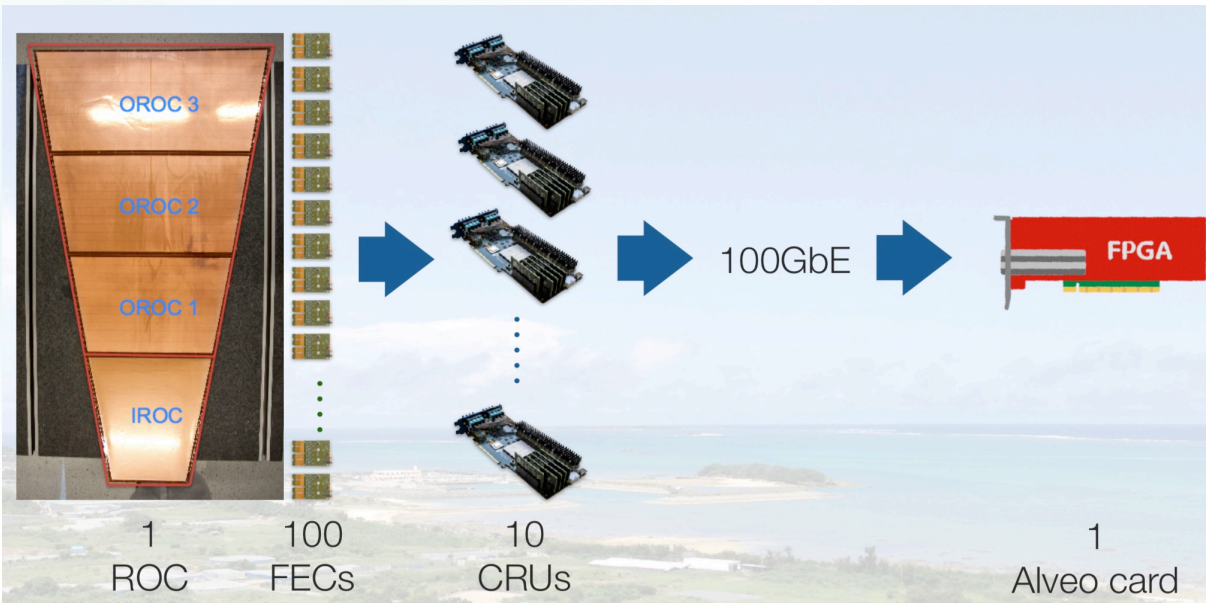 OROC 3
OROC 2
OROC 1
IROC
100GbE
FPGA
1
ROC
100
FECs
10
CRUs
1
Alveo card